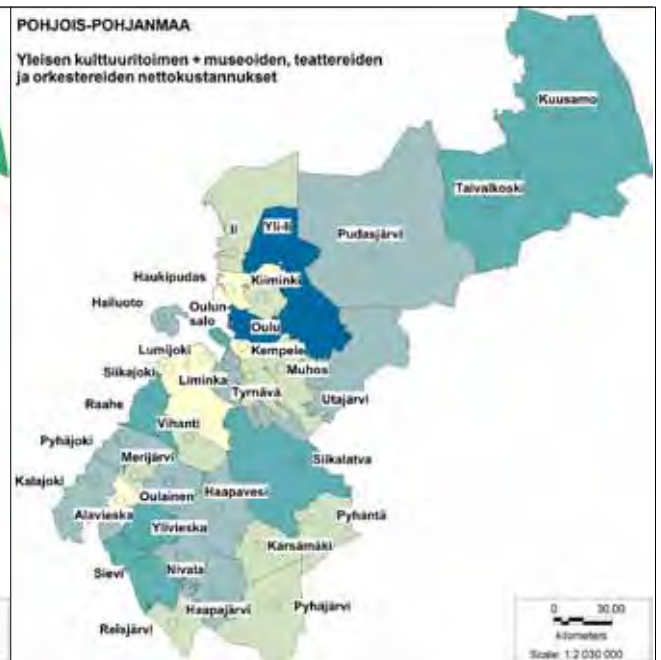 POHJOIS-POHJANMAA
Yleisen kulttuuritoimen + museoiden, teattereiden
ja orkestereiden nettokustannukset
Kuusamo
Taivalkoski
Ii
Yli-Ii
Pudasjärvi
Haukipudas
Kiiminki
Hailuoto
Oulun-
salo
Oulu
Lumijoki
Kempele
Siikajoki
Liminka
Muhos
Tyrnävä
Utajärvi
Raahe
Vihanti
Pyhäjoki
Merijärvi
Siikalatva
Kalajoki
Oulainen
Haapavesi
Alavieska
Pyhäntä
Ylivieska
Kärsämäki
Sievi
Nivala
Haapajärvi
Pyhäjärvi
Reisjärvi
0 30,00
kilometers
Scale: 1:2 030 000